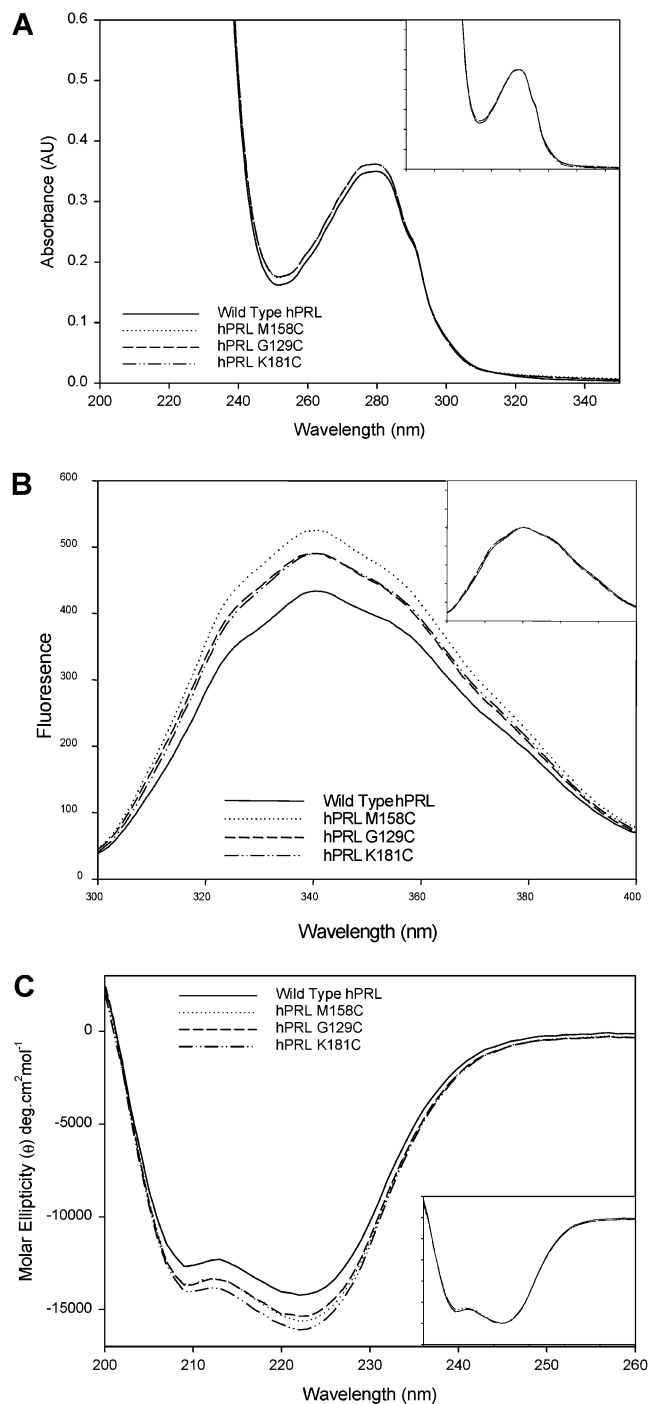 A
0.6
0.5
0.4
0.3
0.2
0.1
0.0
Absorbance (AU)
Wild Type hPRL
hPRL M158C
hPRL G129C
hPRL K181C
200 220 240 260 280 300 320 340
Wavelength (nm)
B
600
500
400
300
200
100
0
Fluoresence
Wild Type hPRL
hPRL M158C
hPRL G129C
hPRL K181C
300 320 340 360 380 400
Wavelength (nm)
C
0
-5000
-10000
-15000
Molar Ellipticity (θ) deg.cm²mol⁻¹
Wild Type hPRL
hPRL M158C
hPRL G129C
hPRL K181C
200 210 220 230 240 250 260
Wavelength (nm)